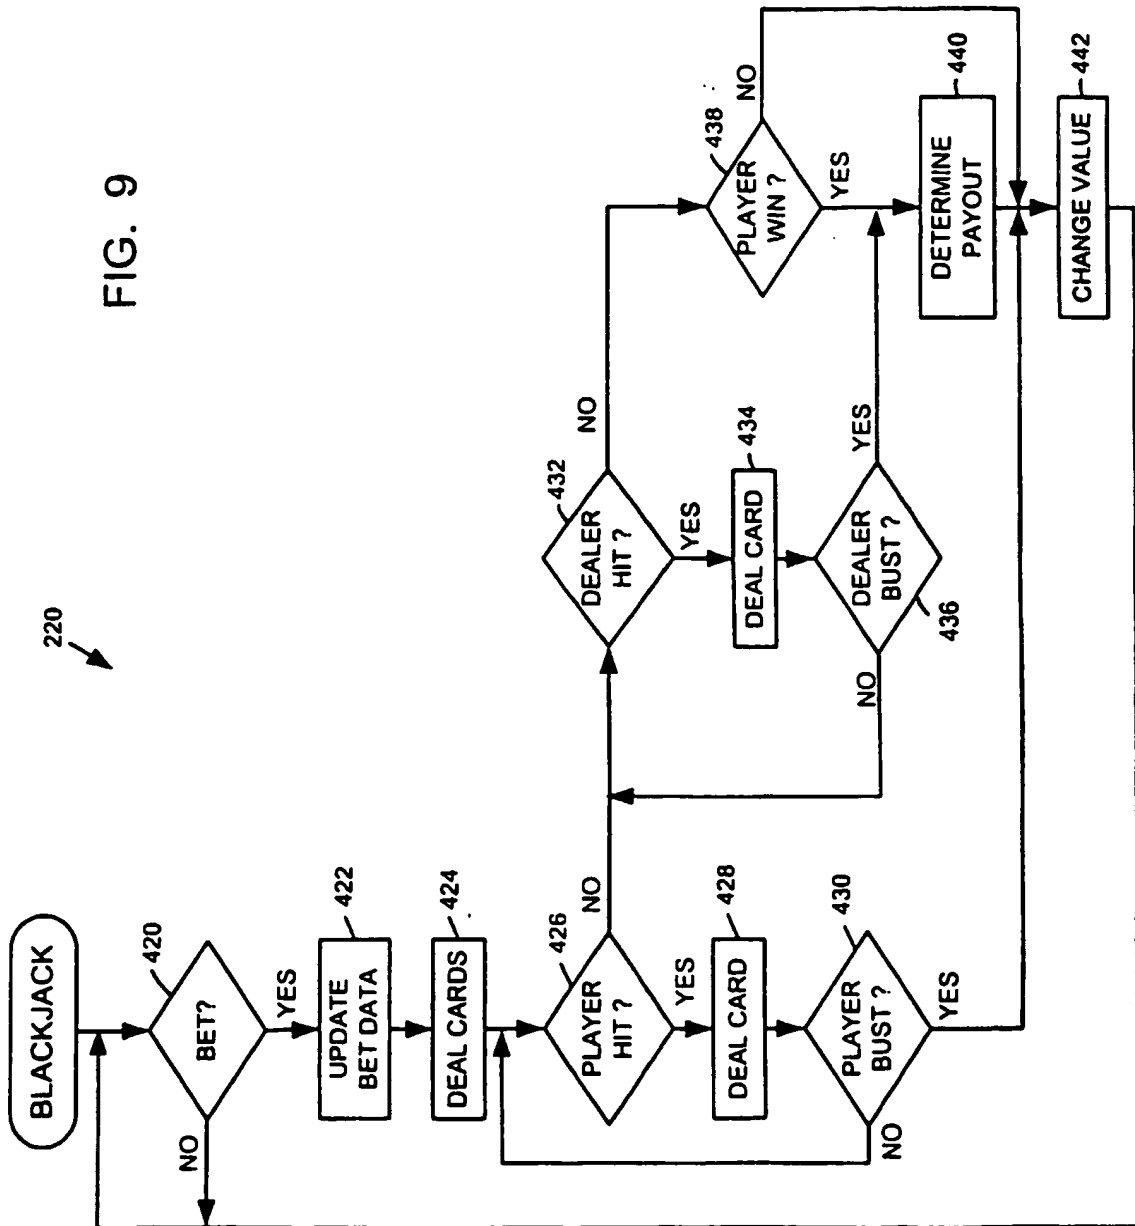 FIG. 9
220
BLACKJACK
420
BET?
NO
YES
422
UPDATE
BET DATA
424
DEAL CARDS
426
PLAYER
HIT ?
NO
YES
428
DEAL CARD
430
PLAYER
BUST ?
NO
YES
432
DEALER
HIT ?
NO
YES
434
DEAL CARD
DEALER
BUST ?
436
NO
YES
438
PLAYER
WIN ?
NO
YES
440
DETERMINE
PAYOUT
442
CHANGE VALUE